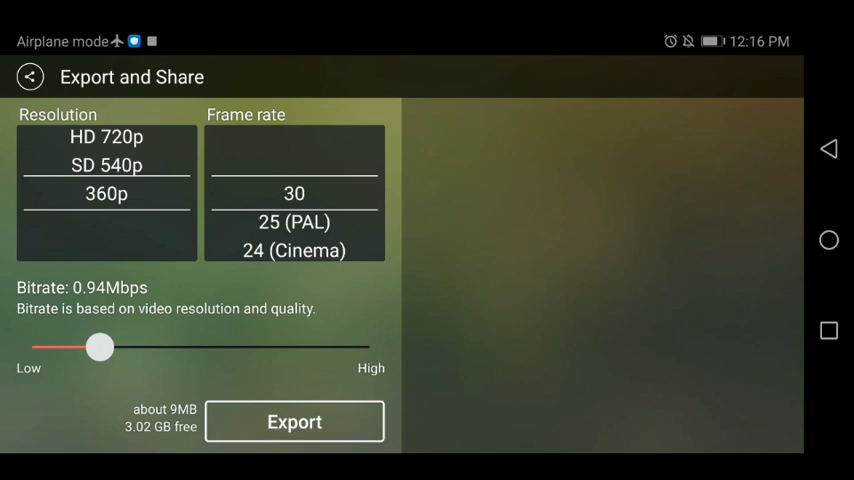 Airplane mode
12:16 PM
Export and Share
Resolution
Frame rate
HD 720p
SD 540p
360p
30
25 (PAL)
24 (Cinema)
Bitrate: 0.94Mbps
Bitrate is based on video resolution and quality.
Low
High
about 9MB
3.02 GB free
Export